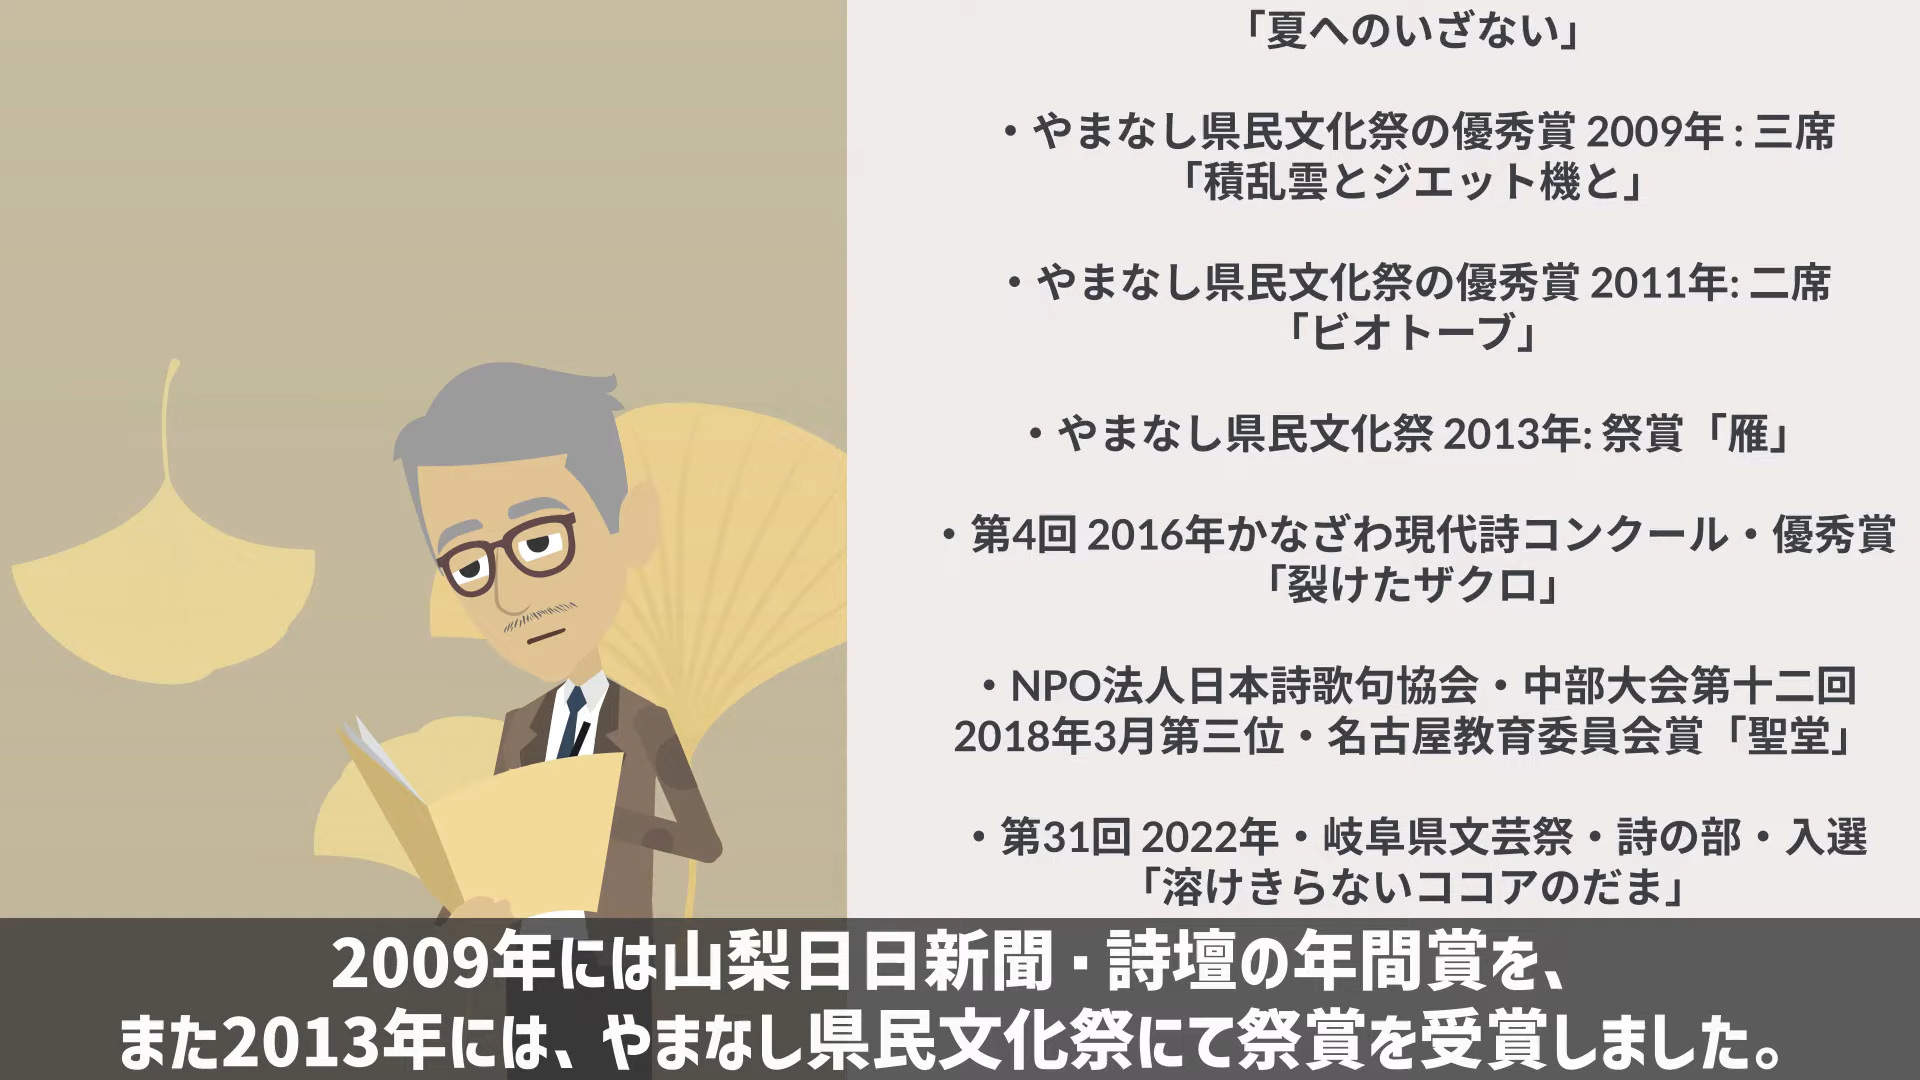 「夏へのいざない」
・やまなし県民文化祭の優秀賞 2009年 : 三席
「積乱雲とジエット機と」
・やまなし県民文化祭の優秀賞 2011年: 二席
「ビオトーブ」
・やまなし県民文化祭 2013年: 祭賞「雁」
・第4回 2016年かなざわ現代詩コンクール・優秀賞
「裂けたザクロ」
・NPO法人日本詩歌句協会・中部大会第十二回
2018年3月第三位・名古屋教育委員会賞「聖堂」
・第31回 2022年・岐阜県文芸祭・詩の部・入選
「溶けきらないココアのだま」
2009年には山梨日日新聞・詩壇の年間賞を、
また2013年には、やまなし県民文化祭にて祭賞を受賞しました。